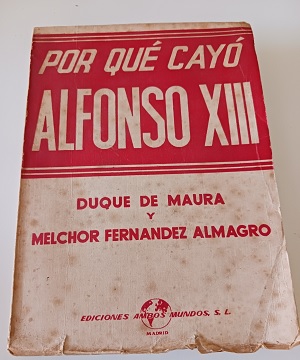 POR QUÉ CAYÓ
ALFONSO XIII
DUQUE DE MAURA
Y
MELCHOR FERNANDEZ ALMAGRO
EDICIONES AMBOS MUNDOS, S. L.
MADRID